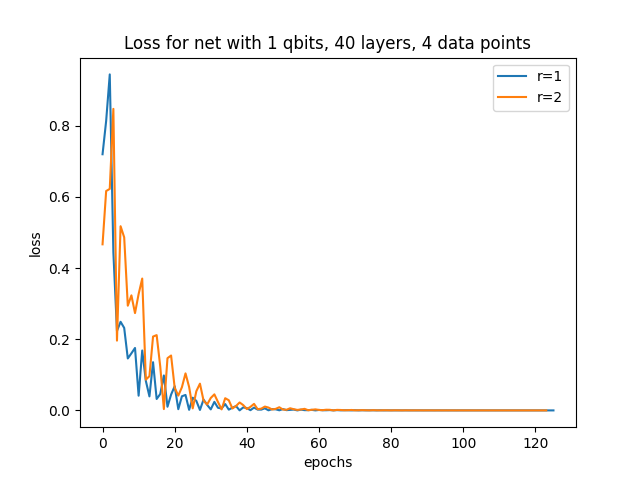 Loss for net with 1 qbits, 40 layers, 4 data points
r=1
r=2
0.8
0.6
0.4
0.2
0.0
loss
0 20 40 60 80 100 120
epochs